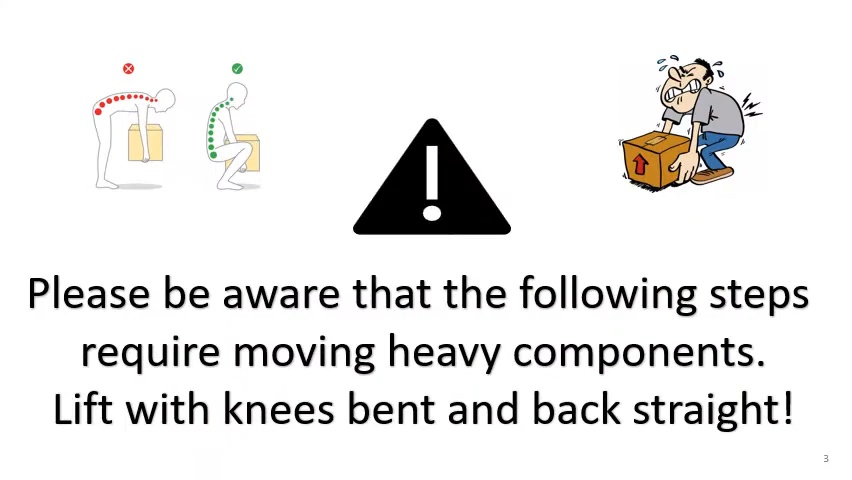 Please be aware that the following steps
require moving heavy components.
Lift with knees bent and back straight!
3